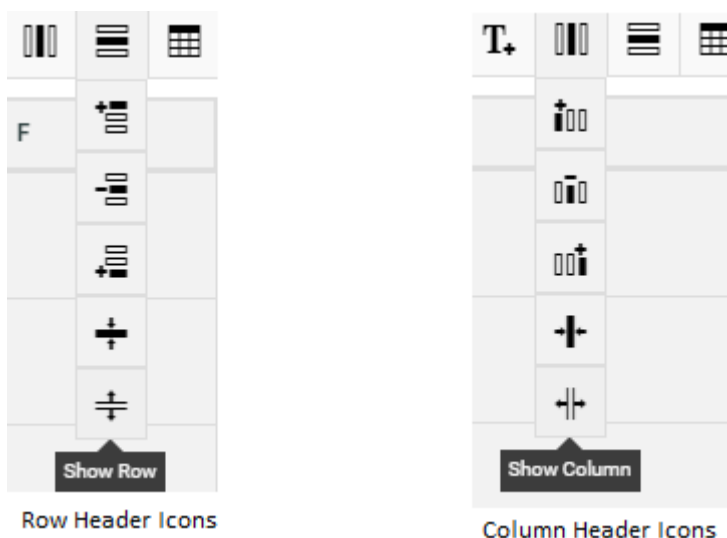 T+
F
Show Row
Show Column
Row Header Icons
Column Header Icons